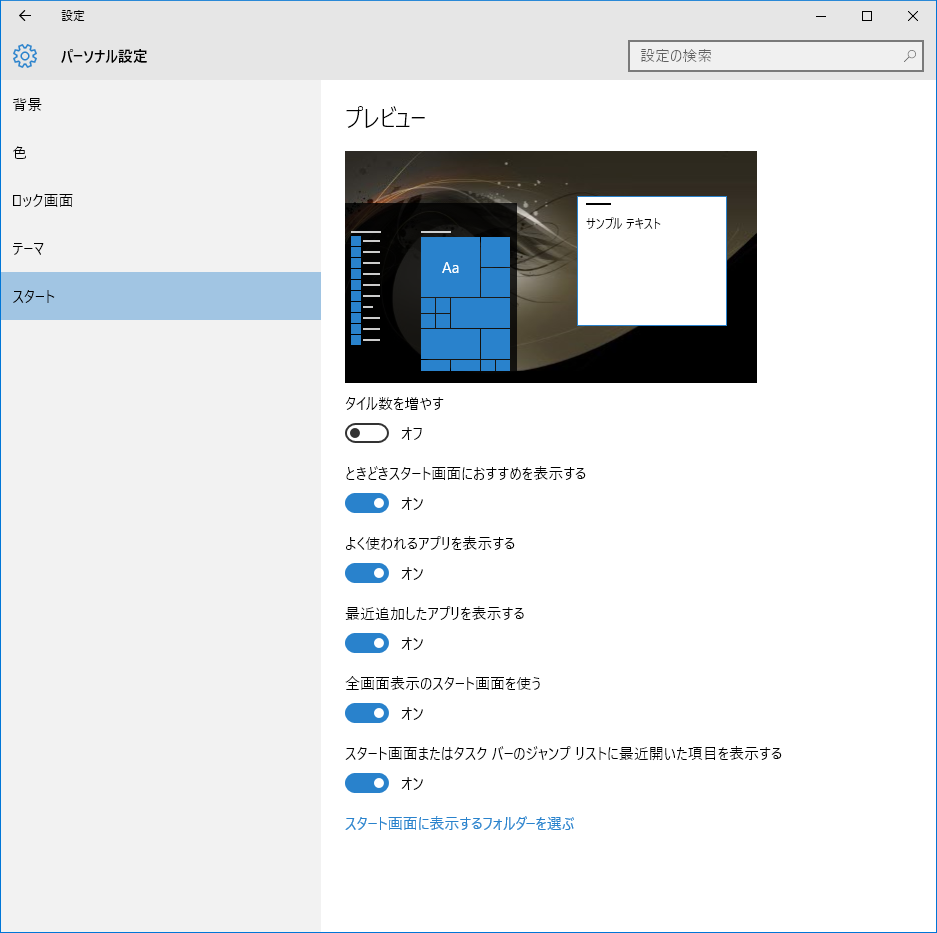 設定
パーソナル設定
設定の検索
背景
色
ロック画面
テーマ
スタート
プレビュー
Aa
サンプル テキスト
タイル数を増やす
オフ
ときどきスタート画面におすすめを表示する
オン
よく使われるアプリを表示する
オン
最近追加したアプリを表示する
オン
全画面表示のスタート画面を使う
オン
スタート画面またはタスク バーのジャンプ リストに最近開いた項目を表示する
オン
スタート画面に表示するフォルダーを選ぶ